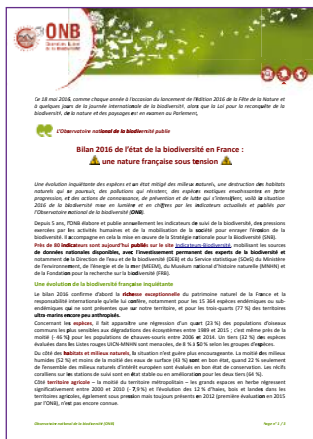 ONB
Observatoire National de la Biodiversité
Ce 18 mai 2016, comme chaque année à l'occasion du lancement de l'édition 2016 de la Fête de la Nature et
à quelques jours de la journée internationale de la biodiversité, alors que la Loi pour la reconquête de la
biodiversité, de la nature et des paysages est en examen au Parlement,
L'Observatoire national de la biodiversité publie
Bilan 2016 de l'état de la biodiversité en France :
une nature française sous tension
Une évolution inquiétante des espèces et un état mitigé des milieux naturels, une destruction des habitats
naturels qui se poursuit, des pollutions qui résistent, des espèces exotiques envahissantes en forte
progression, et des actions de connaissance, de prévention et de lutte qui s'intensifient, voilà la situation
2016 de la biodiversité mise en lumière et en chiffres par les indicateurs actualisés et publiés par
l'Observatoire national de la biodiversité (ONB).
Depuis 5 ans, l'ONB élabore et publie annuellement les indicateurs de suivi de la biodiversité, des pressions
exercées par les activités humaines et de la mobilisation de la société pour enrayer l'érosion de la
biodiversité. Il accompagne en cela la mise en œuvre de la Stratégie nationale pour la Biodiversité (SNB).
Près de 80 indicateurs sont aujourd'hui publiés sur le site Indicateurs-Biodiversité, mobilisant les sources
de données nationales disponibles, avec l'investissement permanent des experts de la biodiversité et
notamment de la Direction de l'eau et de la biodiversité (DEB) et du Service statistique (SOeS) du Ministère
de l'environnement, de l'énergie et de la mer (MEEM), du Muséum national d'histoire naturelle (MNHN) et
de la Fondation pour la recherche sur la biodiversité (FRB).
Une évolution de la biodiversité française inquiétante
Le bilan 2016 confirme d'abord la richesse exceptionnelle du patrimoine naturel de la France et la
responsabilité internationale qu'elle lui confère, notamment pour les 15 364 espèces endémiques ou sub-
endémiques qui ne sont présentes que sur notre territoire, et pour les trois-quarts (77 %) des territoires
ultra-marins encore peu anthropisés.
Concernant les espèces, il fait apparaître une régression d'un quart (23 %) des populations d'oiseaux
communs les plus sensibles aux dégradations des écosystèmes entre 1989 et 2015 ; c'est même près de la
moitié (- 46 %) pour les populations de chauves-souris entre 2006 et 2014. Un tiers (32 %) des espèces
évaluées dans les Listes rouges UICN-MNHN sont menacées, de 8 % à 50 % selon les groupes d'espèces.
Du côté des habitats et milieux naturels, la situation n'est guère plus encourageante. La moitié des milieux
humides (52 %) et moins de la moitié des eaux de surface (43 %) sont en bon état, quand 22 % seulement
de l'ensemble des milieux naturels d'intérêt européen sont évalués en bon état de conservation. Les récifs
coralliens sur les stations de suivi sont en état stable ou en amélioration pour les deux tiers (64 %).
Côté territoire agricole – la moitié du territoire métropolitain – les grands espaces en herbe régressent
significativement entre 2000 et 2010 (- 7,9 %) et l'évolution des 12 % d'haies, bois et landes dans les
territoires agricoles, également sous pression mais toujours présents en 2012 (première évaluation en 2015
par l'ONB), n'est pas encore connue.
Observatoire national de la biodiversité (ONB)
Page n° 1 / 5